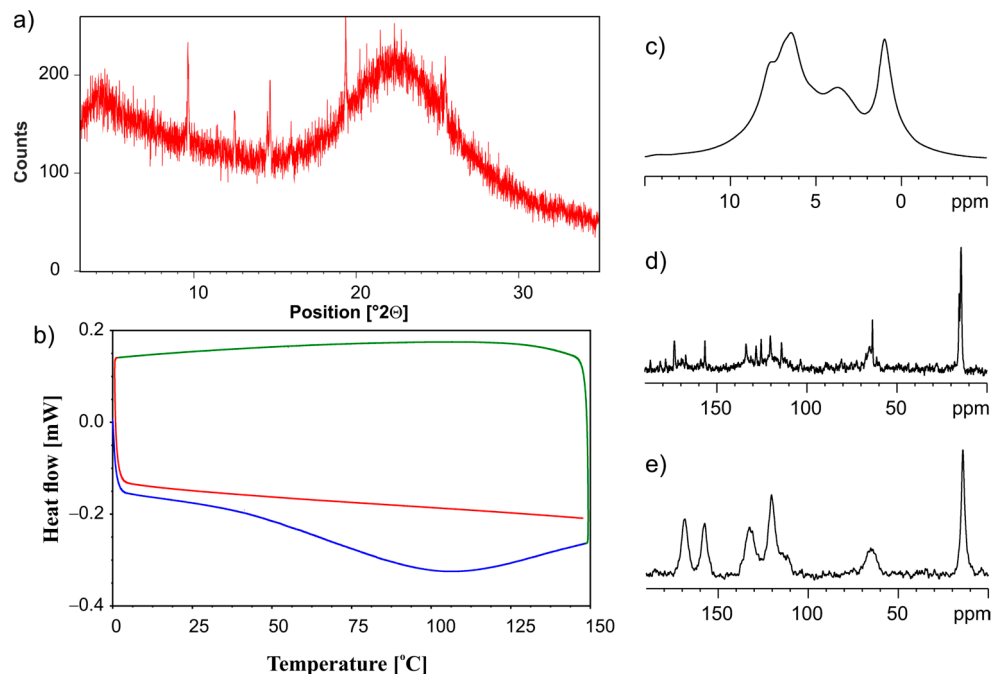 a)
200
100
0
Counts
10 20 30
Position [°2Θ]
b)
0.2
0.0
−0.2
−0.4
Heat flow [mW]
0 25 50 75 100 125 150
Temperature [°C]
c)
10 5 0 ppm
d)
150 100 50 ppm
e)
150 100 50 ppm